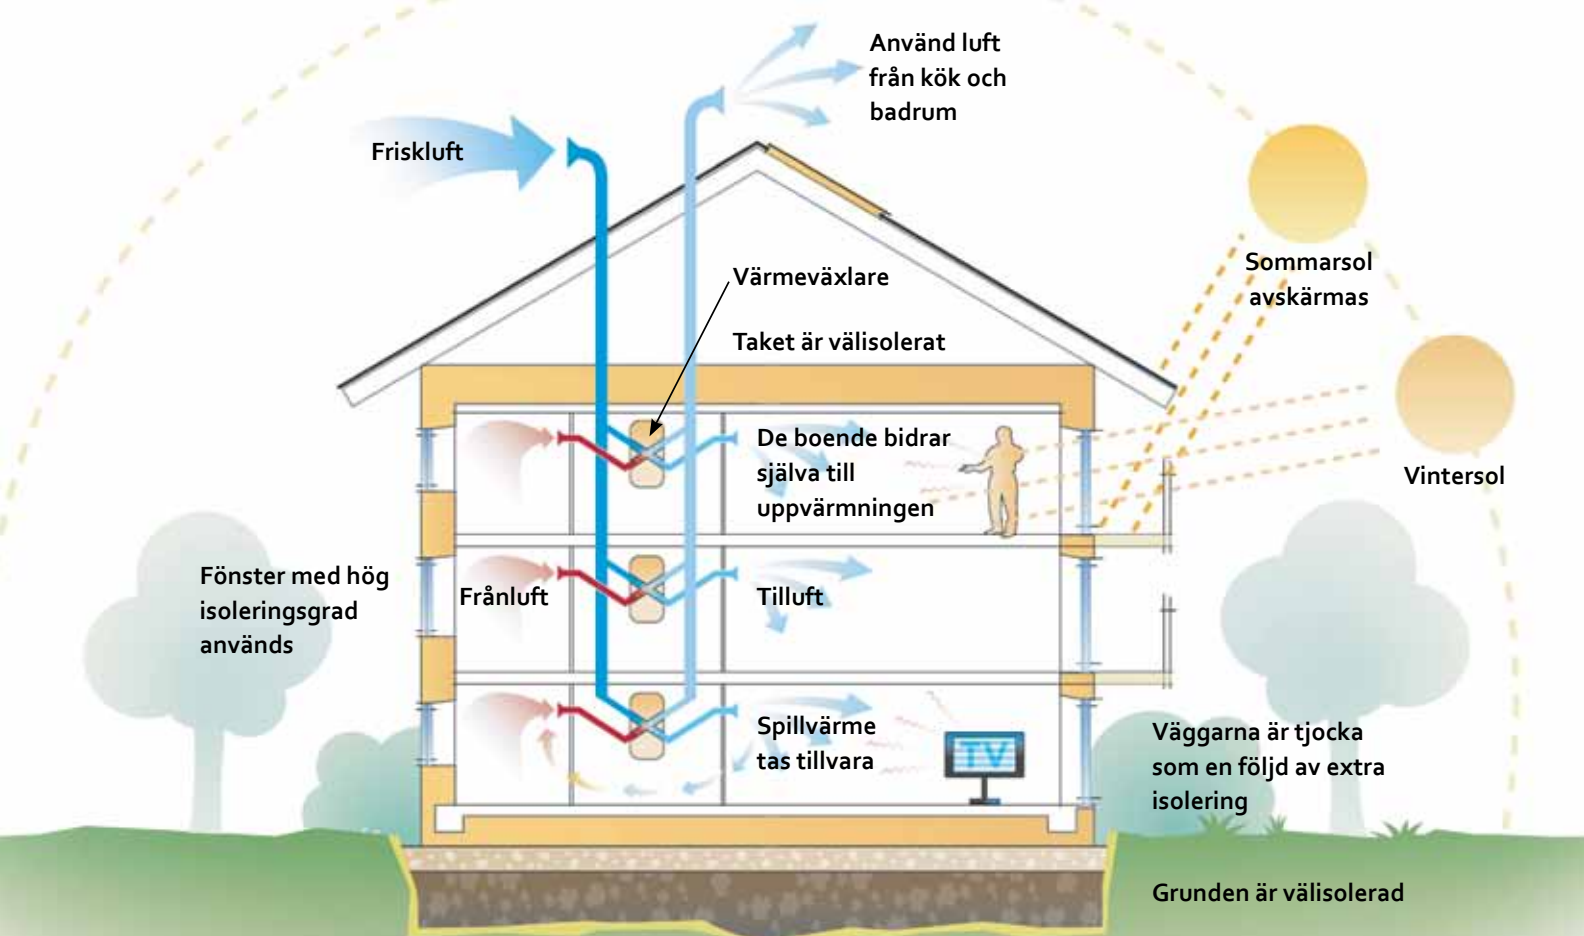 Använd luft
från kök och
badrum
Friskluft
Sommarsol
avskärmas
Värmeväxlare
Taket är välisolerat
De boende bidrar
själva till
uppvärmningen
Vintersol
Fönster med hög
isoleringsgrad
används
Frånluft
Tilluft
Spillvärme
tas tillvara
TV
Väggarna är tjocka
som en följd av extra
isolering
Grunden är välisolerad